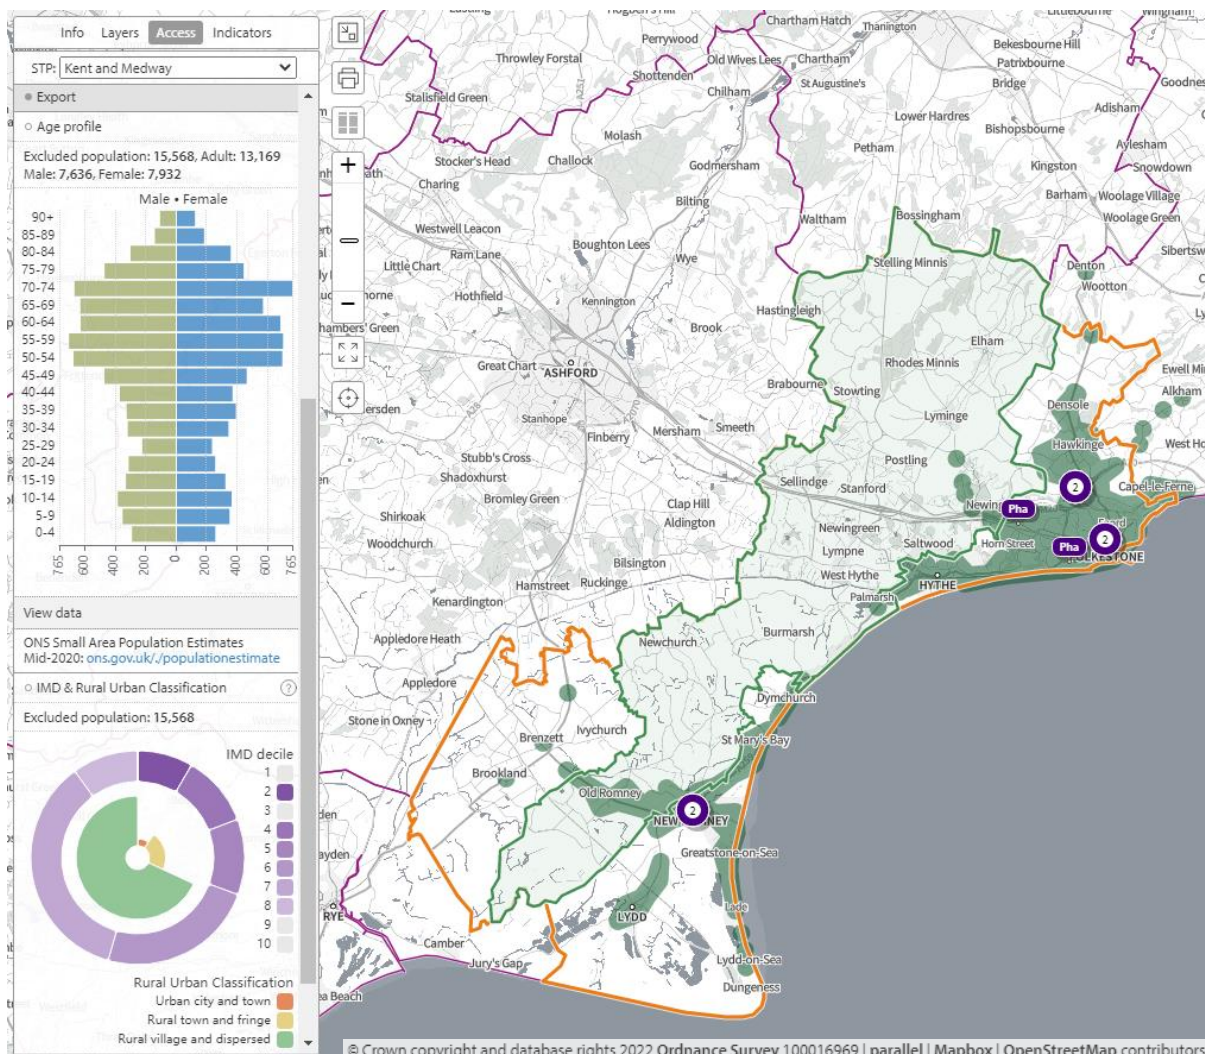 Info Layers Access Indicators
STP: Kent and Medway
Export
Age profile
Excluded population: 15,568, Adult: 13,169
Male: 7,636, Female: 7,932
Male • Female
90+
85-89
80-84
75-79
70-74
65-69
60-64
55-59
50-54
45-49
40-44
35-39
30-34
25-29
20-24
15-19
10-14
5-9
0-4
765 600 400 200 0 200 400 600 765
View data
ONS Small Area Population Estimates
Mid-2020: ons.gov.uk/./populationestimate
IMD & Rural Urban Classification ?
Excluded population: 15,568
IMD decile
1
2
3
4
5
6
7
8
9
10
Rural Urban Classification
Urban city and town
Rural town and fringe
Rural village and dispersed
Chartham Hatch
Thanington
Littlebourne
Perrywood
Bekesbourne Hill
Throwley Forstal
Old Wives Lees
Chartham
Patrixbourne
Shottenden
St Augustine's
Bridge
Stalisfield Green
Chilham
Adisham
Lower Hardres
Molash
Bishopsbourne
Petham
Aylesham
Stocker's Head
Challock
Godmersham
Kingston
Snowdown
Charing
Barham
Woolage Village
Bilting
Waltham
Bossingham
Woolage Green
Westwell Leacon
Boughton Lees
Ram Lane
Wye
Little Chart
Stelling Minnis
Denton
Hothfield
Kennington
Wootton
Hastingleigh
Brook
Elham
Great Chart
ASHFORD
Rhodes Minnis
Ewell Min
Brabourne
Stowting
Alkham
Stanhope
Densole
Lyminge
Finberry
Mersham
Smeeth
Hawkinge
Stubb's Cross
Postling
Shadoxhurst
Sellindge
Stanford
2
Capel-le-Ferne
Bromley Green
Clap Hill
Pha
Shirkoak
Aldington
Newingreen
Woodchurch
Saltwood
Horn Street
Pha
2
Lympne
Bilsington
West Hythe
HYTHE
Hamstreet
Ruckinge
Palmarsh
Kenardington
Burmarsh
Appledore Heath
Newchurch
Appledore
Dymchurch
Stone in Oxney
Ivychurch
Brenzett
St Mary's Bay
Brookland
Old Romney
2
Greatstone-on-Sea
RYE
LYDD
Lade
Camber
Jury's Gap
Lydd-on-Sea
Dungeness
© Crown copyright and database rights 2022 Ordnance Survey 100016969 | parallel | Mapbox | OpenStreetMap contributors